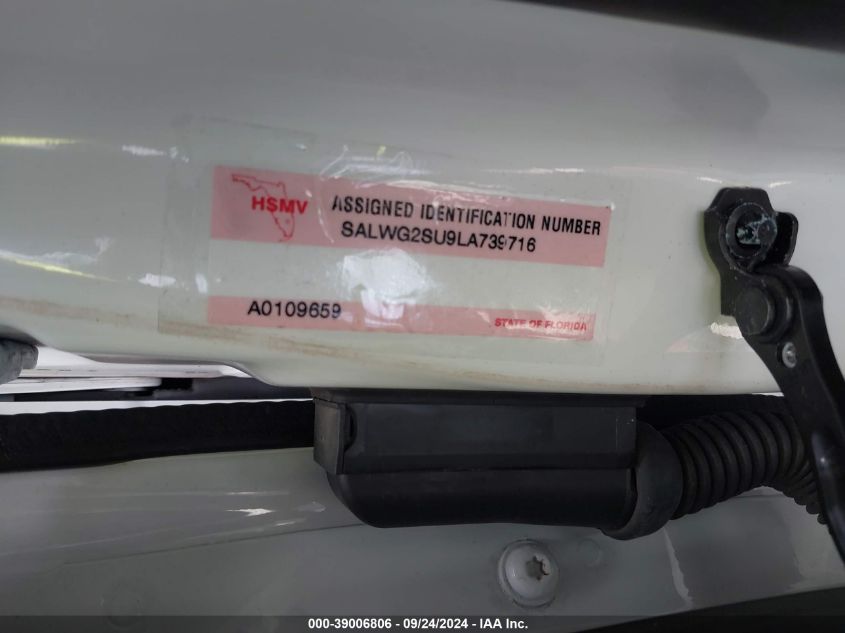 HSMV ASSIGNED IDENTIFICATION NUMBER
SALWG2SU9LA739716
A0109659
STATE OF FLORIDA
000-39006806 - 09/24/2024 - IAA Inc.